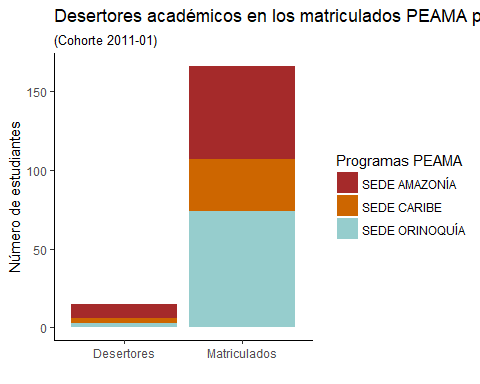 Desertores académicos en los matriculados PEAMA p
(Cohorte 2011-01)
Número de estudiantes
150
100
50
0
Desertores
Matriculados
Programas PEAMA
SEDE AMAZONÍA
SEDE CARIBE
SEDE ORINOQUÍA